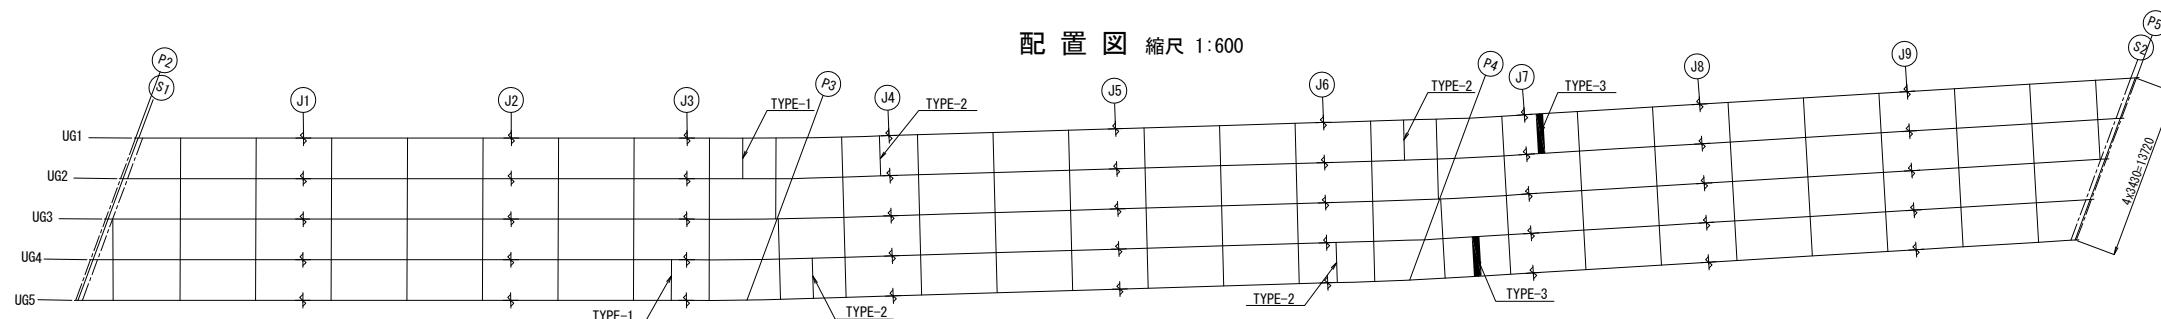 配 置 図 縮尺 1:600
P2
S1
J1
J2
J3
P3
J4
J5
J6
P4
J7
J8
J9
S2
P5
TYPE-1
TYPE-2
TYPE-2
TYPE-3
UG1
UG2
UG3
UG4
UG5
4x3430=13720
TYPE-1
TYPE-2
TYPE-2
TYPE-3